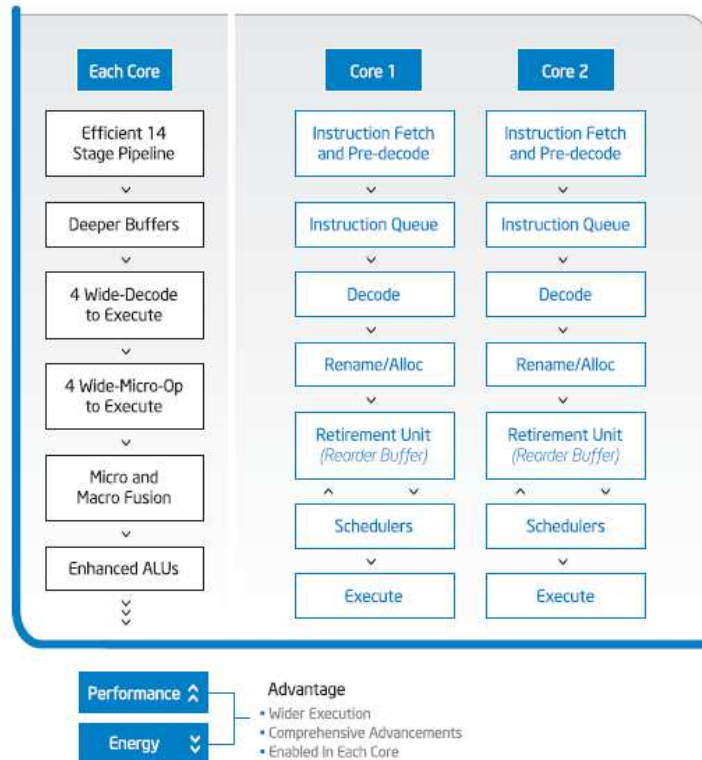 Each Core
Efficient 14
Stage Pipeline
Deeper Buffers
4 Wide-Decode
to Execute
4 Wide-Micro-Op
to Execute
Micro and
Macro Fusion
Enhanced ALUs
Core 1
Instruction Fetch
and Pre-decode
Instruction Queue
Decode
Rename/Alloc
Retirement Unit
(Reorder Buffer)
Schedulers
Execute
Core 2
Instruction Fetch
and Pre-decode
Instruction Queue
Decode
Rename/Alloc
Retirement Unit
(Reorder Buffer)
Schedulers
Execute
Performance
Energy
Advantage
▪ Wider Execution
▪ Comprehensive Advancements
▪ Enabled In Each Core